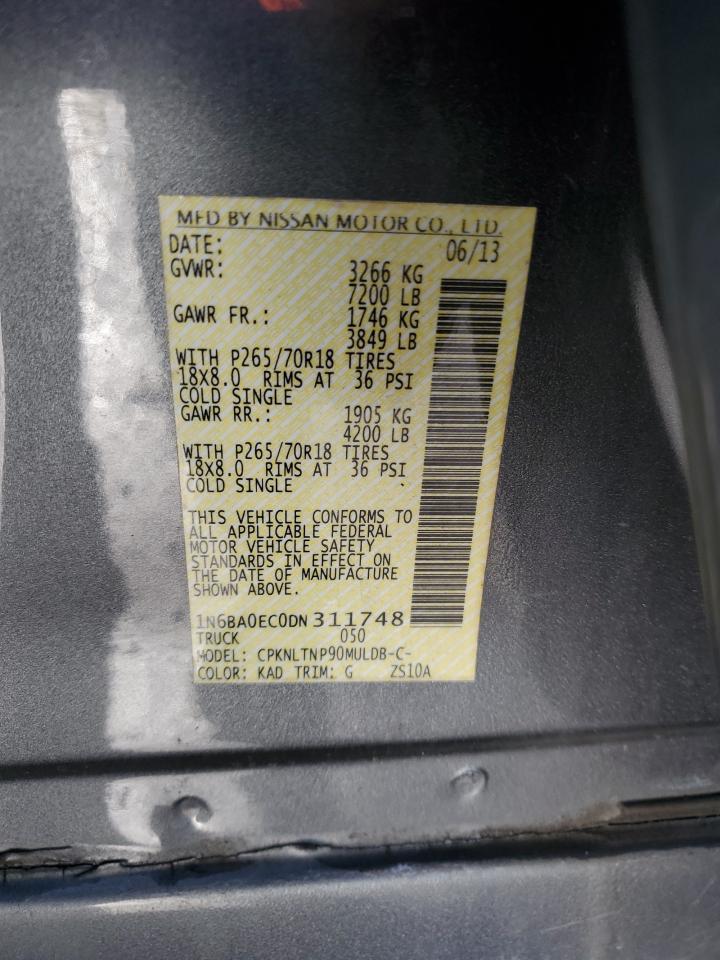 MFD BY NISSAN MOTOR CO., LTD.
DATE: 06/13
GVWR: 3266 KG
7200 LB
GAWR FR.: 1746 KG
3849 LB
WITH P265/70R18 TIRES
18X8.0 RIMS AT 36 PSI
COLD SINGLE
GAWR RR.: 1905 KG
4200 LB
WITH P265/70R18 TIRES
18X8.0 RIMS AT 36 PSI
COLD SINGLE
THIS VEHICLE CONFORMS TO
ALL APPLICABLE FEDERAL
MOTOR VEHICLE SAFETY
STANDARDS IN EFFECT ON
THE DATE OF MANUFACTURE
SHOWN ABOVE.
1N6BA0EC0DN311748
TRUCK 050
MODEL: CPKNLTNP90MULDB-C-
COLOR: KAD TRIM: G ZS10A